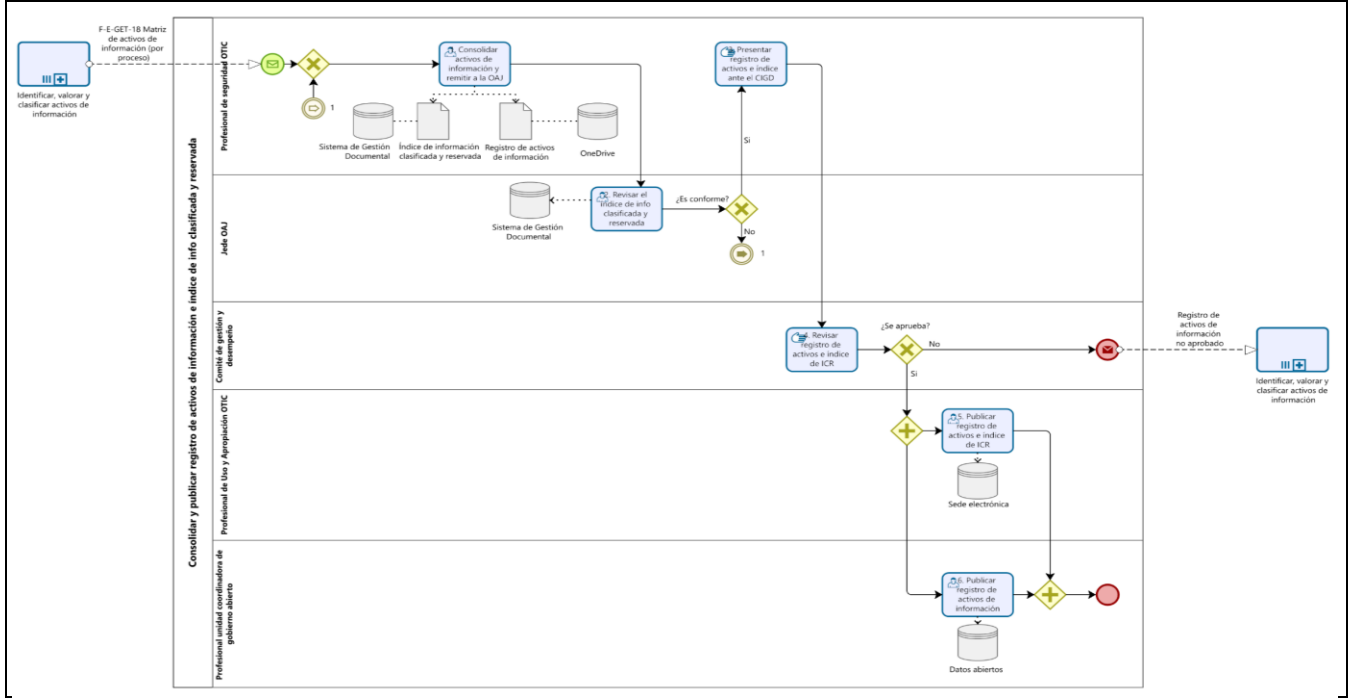 F-E-GET-18 Matriz
de activos de
información (por
proceso)
Identificar, valorar y
clasificar activos de
información
Consolidar y publicar registro de activos de información e índice de info clasificada y reservada
Profesional de seguridad OTIC
1
Consolidar
activos de
información y
remitir a la OAJ
Sistema de Gestión
Documental
Índice de información
clasificada y reservada
Registro de activos
de información
OneDrive
Presentar
registro de
activos e índice
ante el CIGD
Si
Jede OAJ
Sistema de Gestión
Documental
2. Revisar el
índice de info
clasificada y
reservada
¿Es conforme?
No
1
Comité de gestión y
desempeño
4. Revisar
registro de
activos e índice
de ICR
¿Se aprueba?
No
Si
Registro de
activos de
información
no aprobado
Identificar, valorar y
clasificar activos de
información
Profesional de Uso y Apropiación OTIC
5. Publicar
registro de
activos e índice
de ICR
Sede electrónica
Profesional unidad coordinadora de
gobierno abierto
6. Publicar
registro de
activos de
información
Datos abiertos